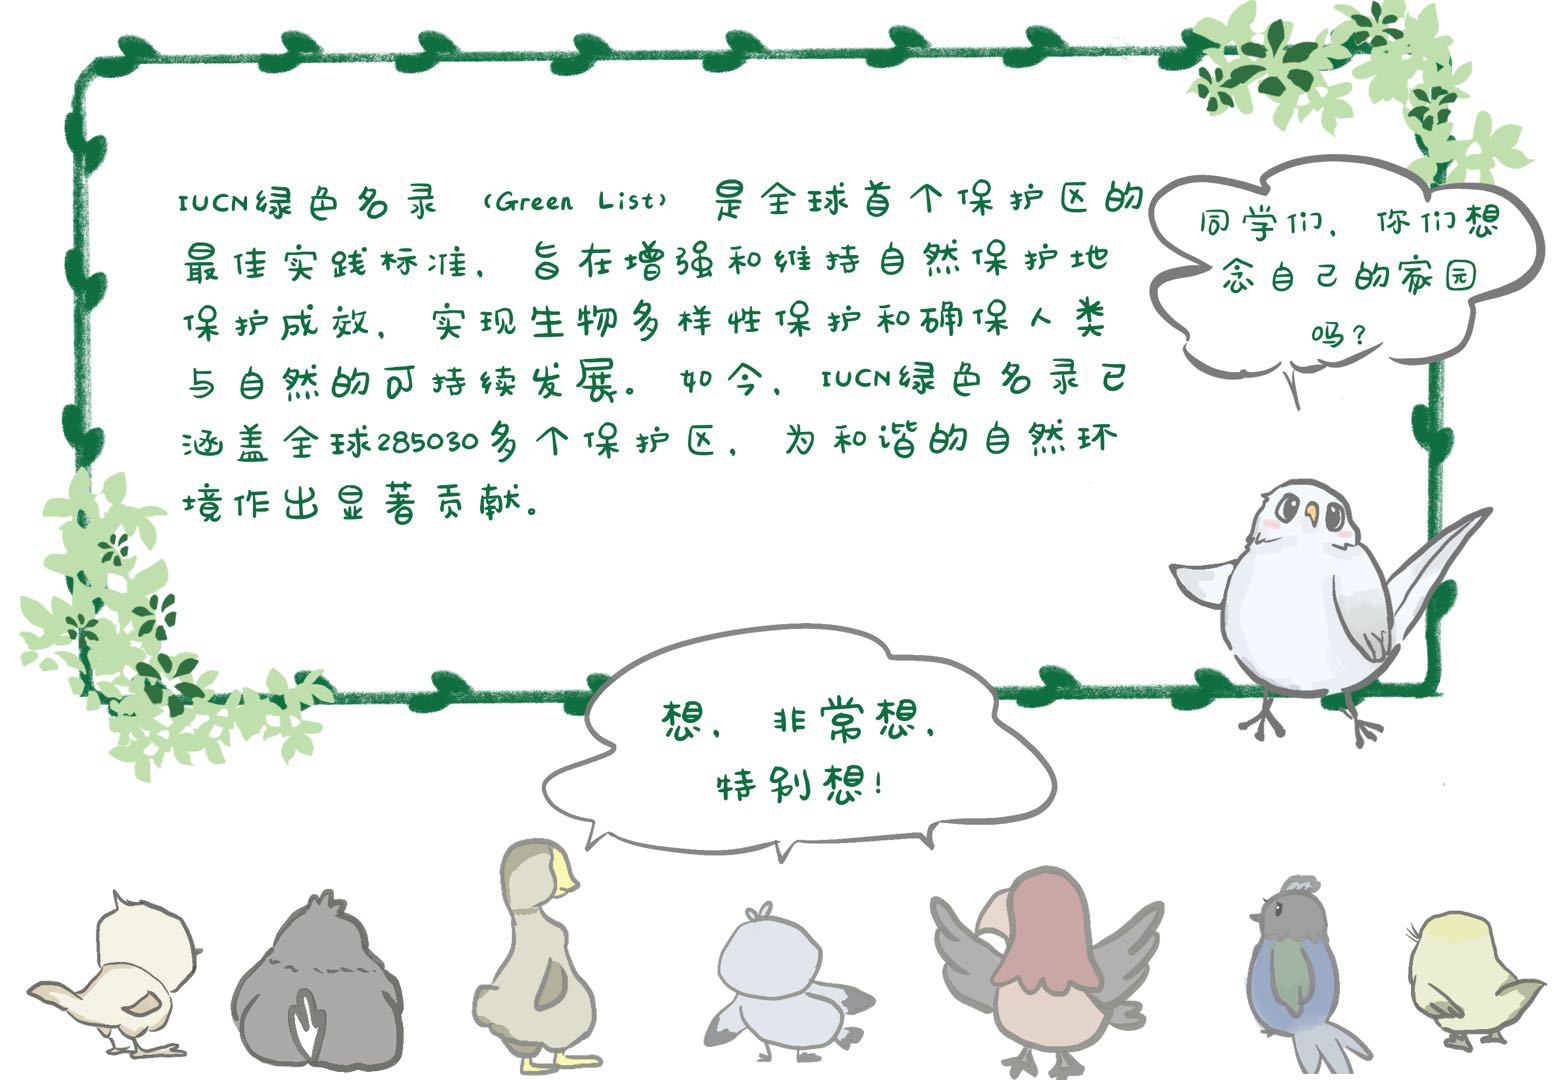 IUCN绿色名录（Green List）是全球首个保护区的
最佳实践标准，旨在增强和维持自然保护地
保护成效，实现生物多样性保护和确保人类
与自然的可持续发展。如今，IUCN绿色名录已
涵盖全球285030多个保护区，为和谐的自然环
境作出显著贡献。
同学们，你们想
念自己的家园
吗？
想，非常想，
特别想！